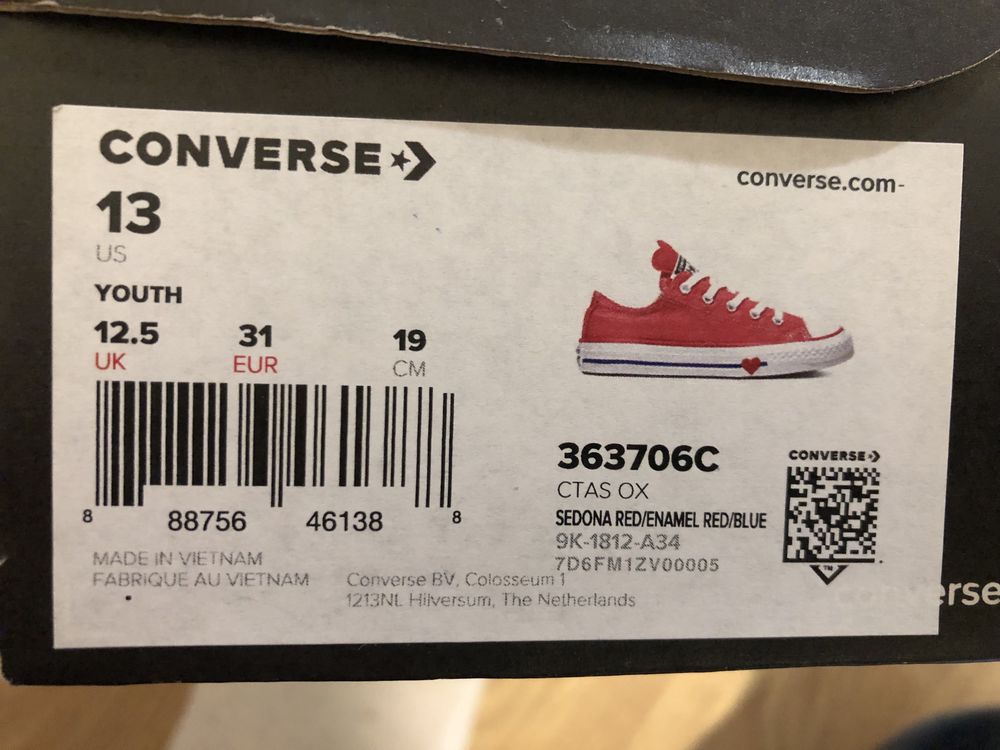 CONVERSE
converse.com-
13
US
YOUTH
12.5 31 19
UK EUR CM
8 88756 46138 8
363706C
CTAS OX
SEDONA RED/ENAMEL RED/BLUE
9K-1812-A34
7D6FM1ZV00005
CONVERSE
TM
MADE IN VIETNAM
FABRIQUE AU VIETNAM
Converse BV, Colosseum 1
1213NL Hilversum, The Netherlands